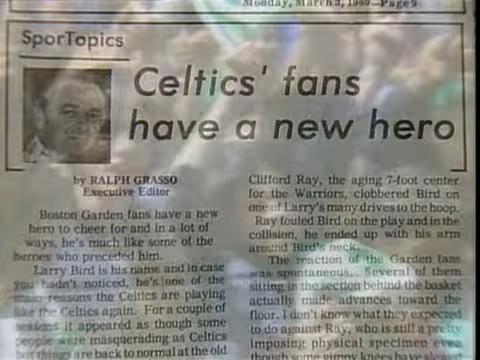 Monday, March 3, 1980—Page 9
SporTopics
Celtics' fans
have a new hero
by RALPH GRASSO
Executive Editor
Boston Garden fans have a new
hero to cheer for and in a lot of
ways, he's much like some of the
heroes who preceded him.
Larry Bird is his name and in case
you hadn't noticed, he's one of the
main reasons the Celtics are playing
like the Celtics again. For a couple of
seasons it appeared as though some
people were masquerading as Celtics
but things are back to normal at the old
Clifford Ray, the aging 7-foot center
for the Warriors, clobbered Bird on
one of Larry's many drives to the hoop.
Ray fouled Bird on the play and in the
collision, he ended up with his arm
around Bird's neck.
The reaction of the Garden fans
was spontaneous. Several of them
sitting in the section behind the basket
actually made advances toward the
floor. I don't know what they expected
to do against Ray, who is still a pretty
imposing physical specimen even
though some gimpy knees have